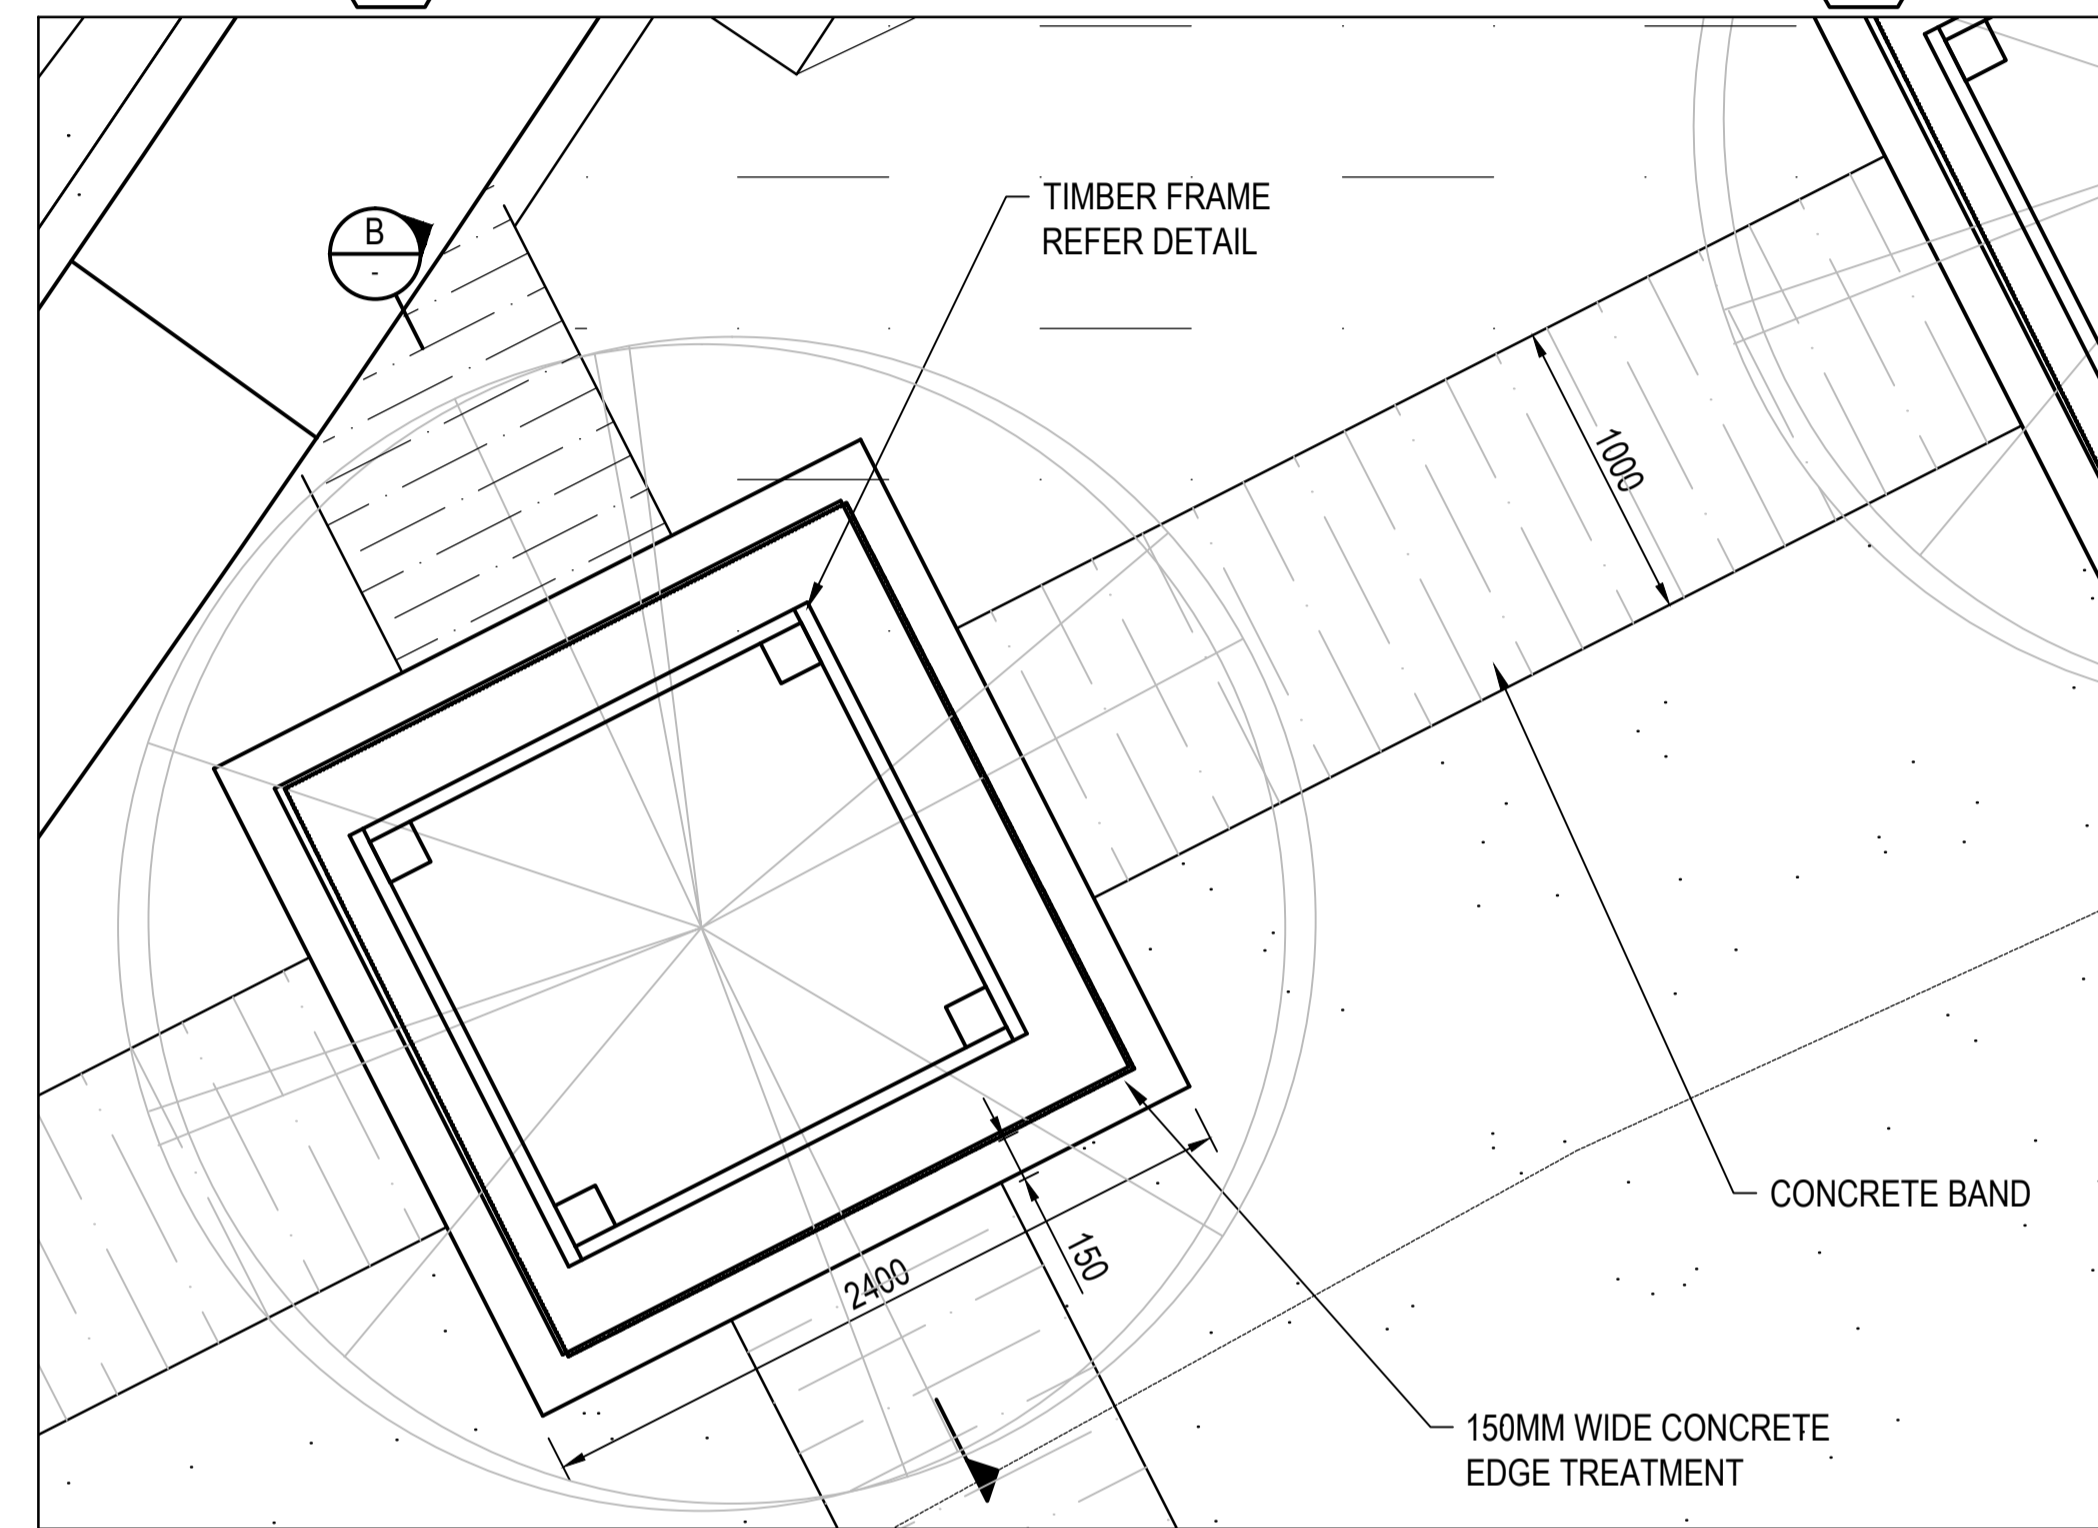 B
-
TIMBER FRAME
REFER DETAIL
1000
CONCRETE BAND
150
2400
150MM WIDE CONCRETE
EDGE TREATMENT